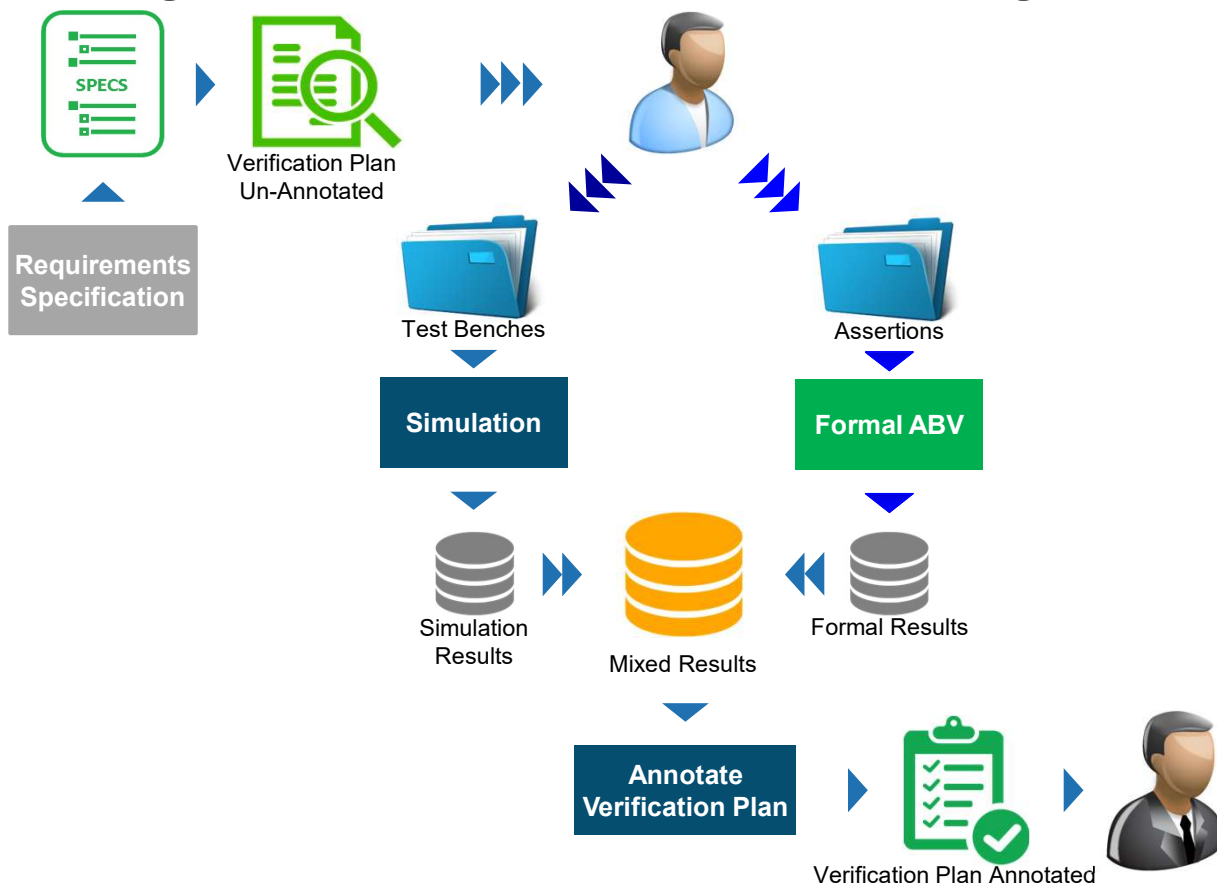 SPECS
Verification Plan
Un-Annotated
Requirements
Specification
Test Benches
Assertions
Simulation
Formal ABV
Simulation
Results
Mixed Results
Formal Results
Annotate
Verification Plan
Verification Plan Annotated